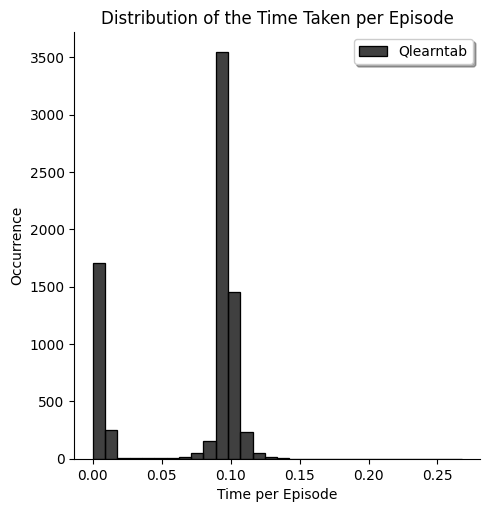 Distribution of the Time Taken per Episode
Qlearntab
3500
3000
2500
2000
1500
1000
500
0
Occurrence
0.00 0.05 0.10 0.15 0.20 0.25
Time per Episode